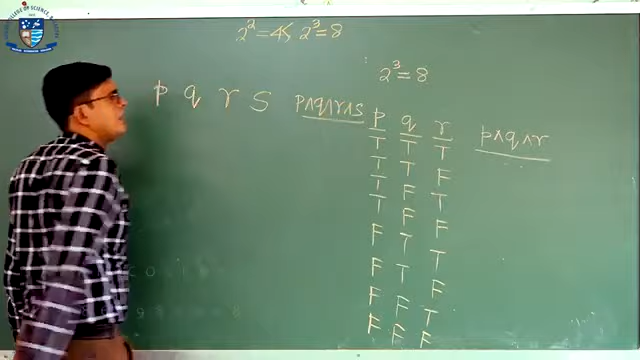 2² = 4, 2³ = 8
2³ = 8
p q r s p∧q∧r∧s
p q r p∧q∧r
T T T
T T F
T F T
T F F
F T T
F T F
F F T
F F F